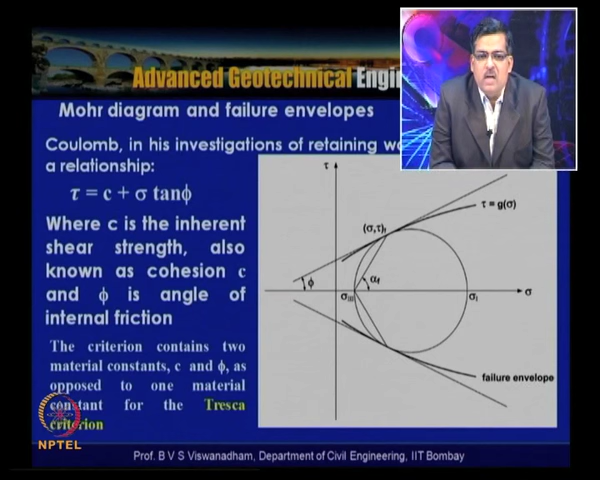 Advanced Geotechnical Engi
Mohr diagram and failure envelopes
Coulomb, in his investigations of retaining wa
a relationship:
τ = c + σ tanϕ
Where c is the inherent
shear strength, also
known as cohesion c
and ϕ is angle of
internal friction
The criterion contains two
material constants, c and ϕ, as
opposed to one material
constant for the Tresca
criterion
τ
τ = g(σ)
(σ,τ)f
ϕ
αf
σ
σIII
σI
failure envelope
NPTEL
Prof. B V S Viswanadham, Department of Civil Engineering, IIT Bombay